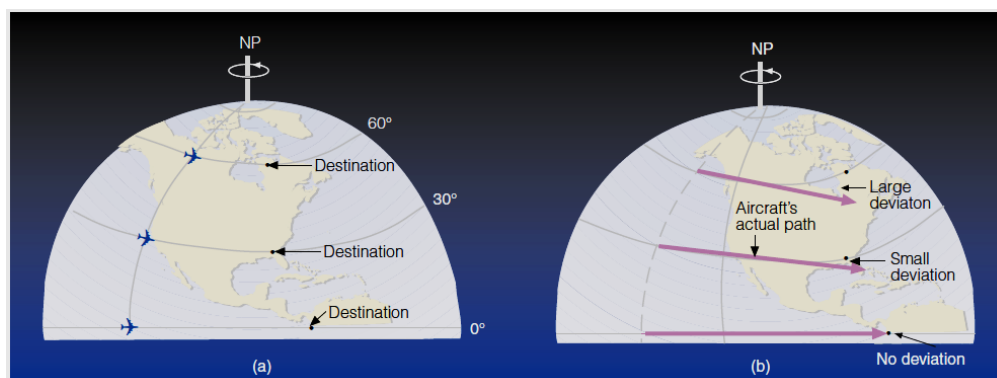 NP
60°
Destination
30°
Destination
Destination
0°
(a)
NP
Large
deviaton
Aircraft's
actual path
Small
deviation
No deviation
(b)